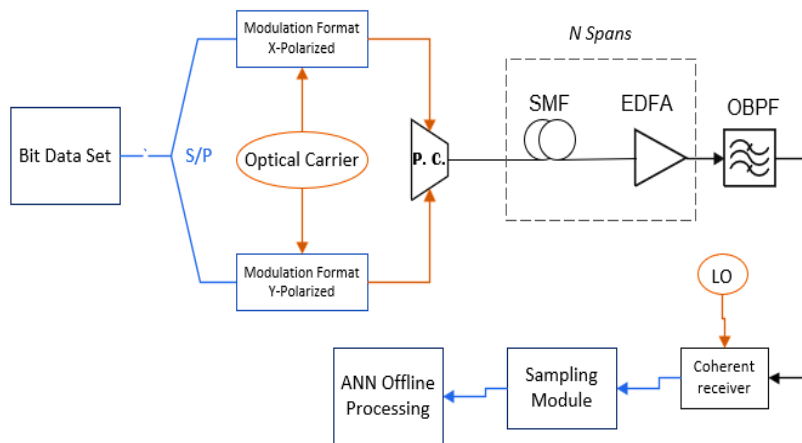 Modulation Format
X-Polarized
N Spans
SMF
EDFA
OBPF
Bit Data Set
S/P
Optical Carrier
P. C.
Modulation Format
Y-Polarized
LO
ANN Offline
Processing
Sampling
Module
Coherent
receiver